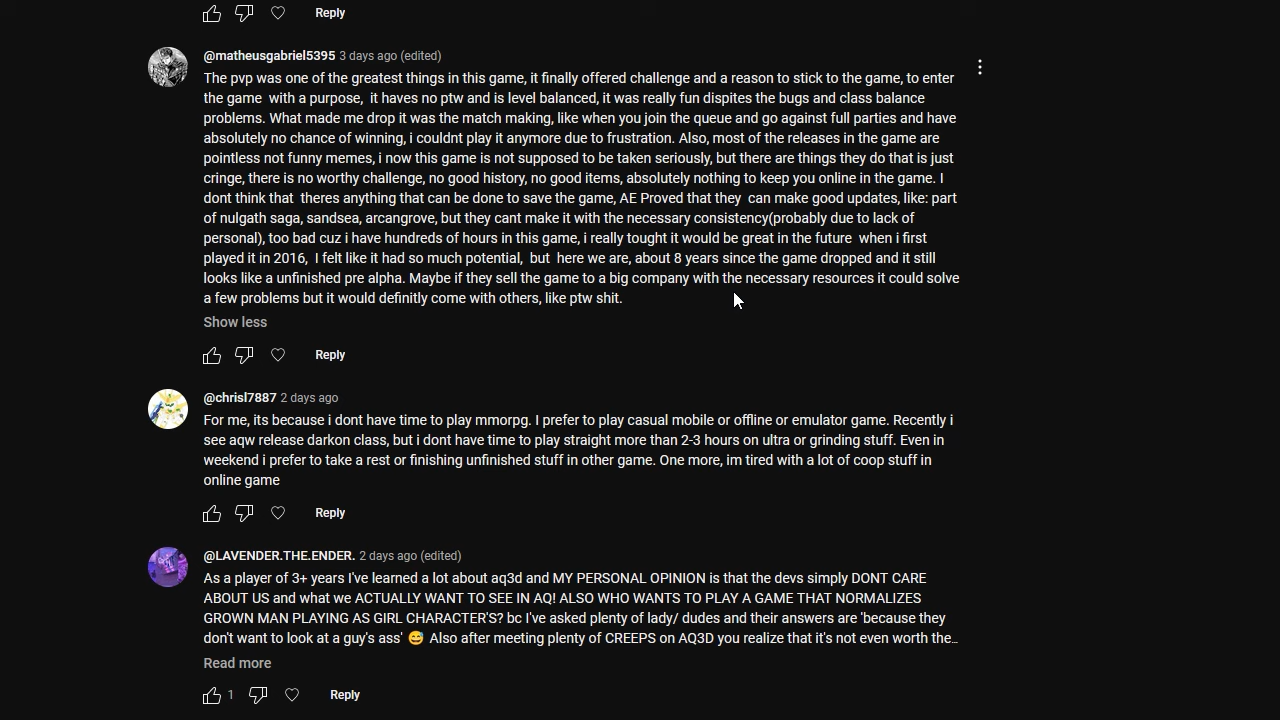 Reply
@matheusgabriel5395 3 days ago (edited)
The pvp was one of the greatest things in this game, it finally offered challenge and a reason to stick to the game, to enter
the game with a purpose, it haves no ptw and is level balanced, it was really fun dispites the bugs and class balance
problems. What made me drop it was the match making, like when you join the queue and go against full parties and have
absolutely no chance of winning, i couldnt play it anymore due to frustration. Also, most of the releases in the game are
pointless not funny memes, i now this game is not supposed to be taken seriously, but there are things they do that is just
cringe, there is no worthy challenge, no good history, no good items, absolutely nothing to keep you online in the game. I
dont think that theres anything that can be done to save the game, AE Proved that they can make good updates, like: part
of nulgath saga, sandsea, arcangrove, but they cant make it with the necessary consistency(probably due to lack of
personal), too bad cuz i have hundreds of hours in this game, i really tought it would be great in the future when i first
played it in 2016, I felt like it had so much potential, but here we are, about 8 years since the game dropped and it still
looks like a unfinished pre alpha. Maybe if they sell the game to a big company with the necessary resources it could solve
a few problems but it would definitly come with others, like ptw shit.
Show less
Reply
@chrisl7887 2 days ago
For me, its because i dont have time to play mmorpg. I prefer to play casual mobile or offline or emulator game. Recently i
see aqw release darkon class, but i dont have time to play straight more than 2-3 hours on ultra or grinding stuff. Even in
weekend i prefer to take a rest or finishing unfinished stuff in other game. One more, im tired with a lot of coop stuff in
online game
Reply
@LAVENDER.THE.ENDER. 2 days ago (edited)
As a player of 3+ years I've learned a lot about aq3d and MY PERSONAL OPINION is that the devs simply DONT CARE
ABOUT US and what we ACTUALLY WANT TO SEE IN AQ! ALSO WHO WANTS TO PLAY A GAME THAT NORMALIZES
GROWN MAN PLAYING AS GIRL CHARACTER'S? bc I've asked plenty of lady/ dudes and their answers are 'because they
don't want to look at a guy's ass' 😅 Also after meeting plenty of CREEPS on AQ3D you realize that it's not even worth the...
Read more
1 Reply